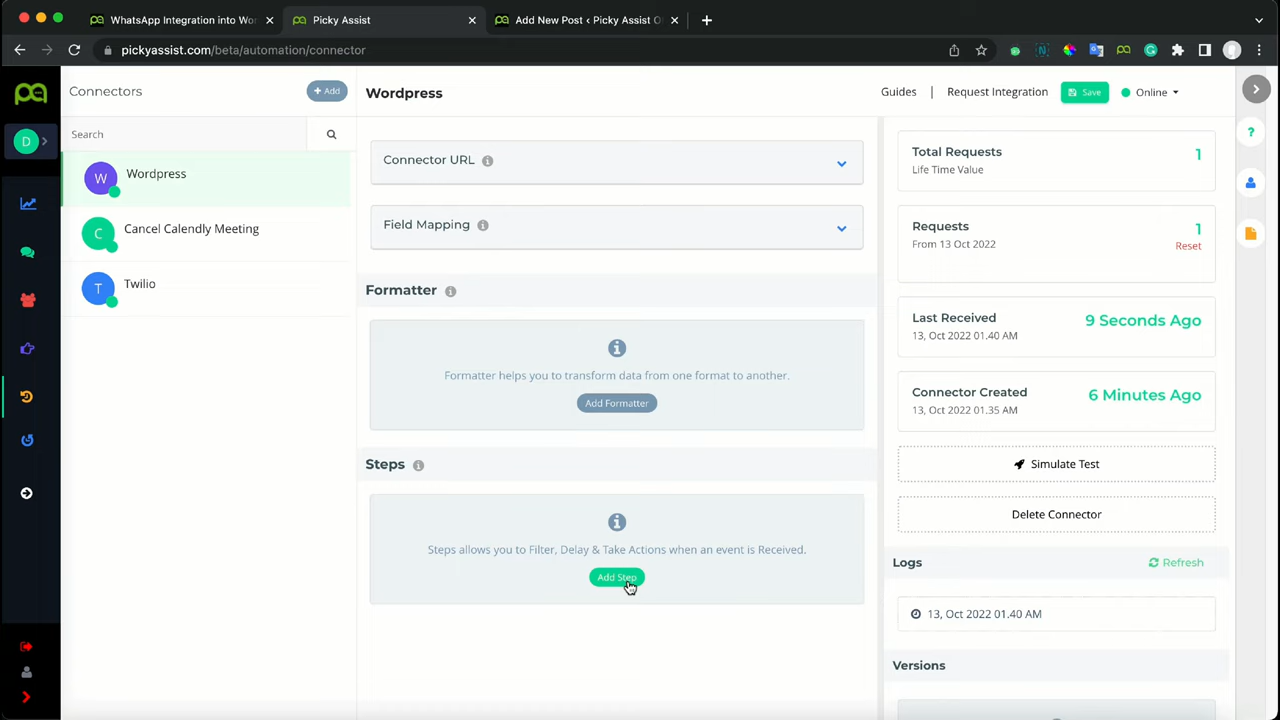 WhatsApp Integration into Wor
Picky Assist
Add New Post ‹ Picky Assist O
pickyassist.com/beta/automation/connector
Connectors
+ Add
Wordpress
Guides | Request Integration
Save
Online
D
Search
W
Wordpress
C
Cancel Calendly Meeting
T
Twilio
Connector URL
Field Mapping
Formatter
Formatter helps you to transform data from one format to another.
Add Formatter
Steps
Steps allows you to Filter, Delay & Take Actions when an event is Received.
Add Step
Total Requests
1
Life Time Value
Requests
1
From 13 Oct 2022
Reset
Last Received
9 Seconds Ago
13, Oct 2022 01.40 AM
Connector Created
6 Minutes Ago
13, Oct 2022 01.35 AM
Simulate Test
Delete Connector
Logs
Refresh
13, Oct 2022 01.40 AM
Versions